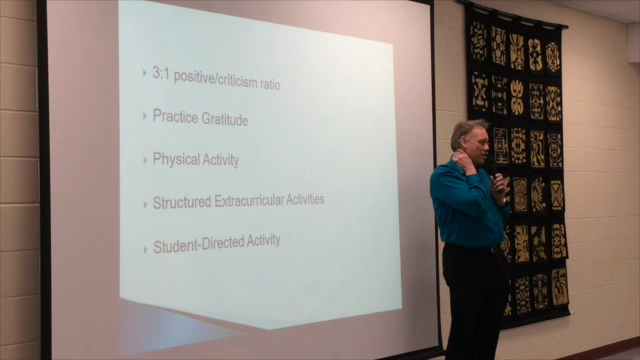 3:1 positive/criticism ratio
Practice Gratitude
Physical Activity
Structured Extracurricular Activities
Student-Directed Activity